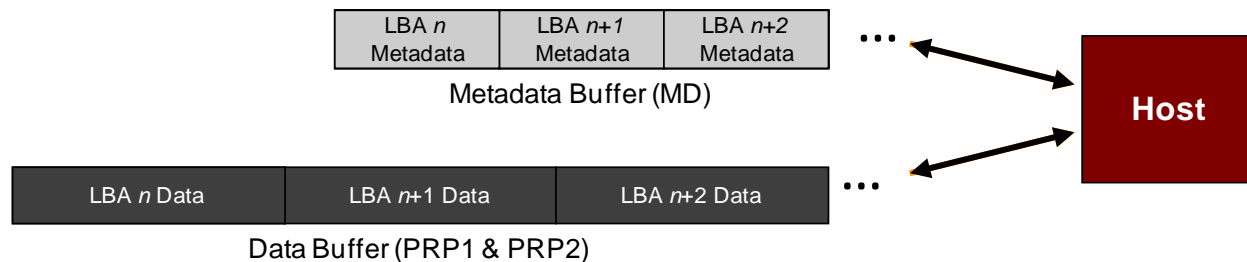 LBA n Metadata
LBA n+1 Metadata
LBA n+2 Metadata
...
Metadata Buffer (MD)
Host
LBA n Data
LBA n+1 Data
LBA n+2 Data
...
Data Buffer (PRP1 & PRP2)